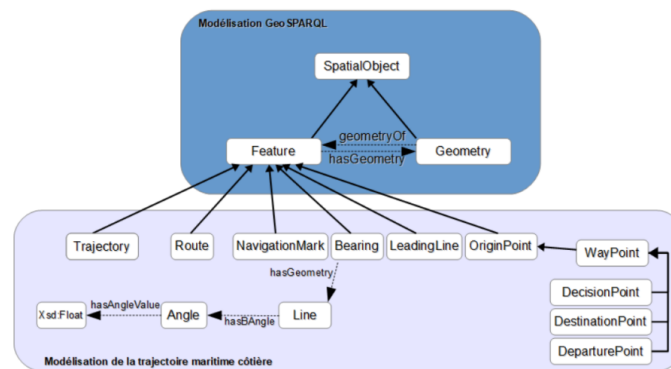 Modélisation GeoSPARQL
SpatialObject
geometryOf
Feature
hasGeometry
Geometry
Trajectory
Route
NavigationMark
Bearing
LeadingLine
OriginPoint
WayPoint
hasGeometry
DecisionPoint
hasAngleValue
Xsd:Float
Angle
hasBAngle
Line
DestinationPoint
DeparturePoint
Modélisation de la trajectoire maritime côtière